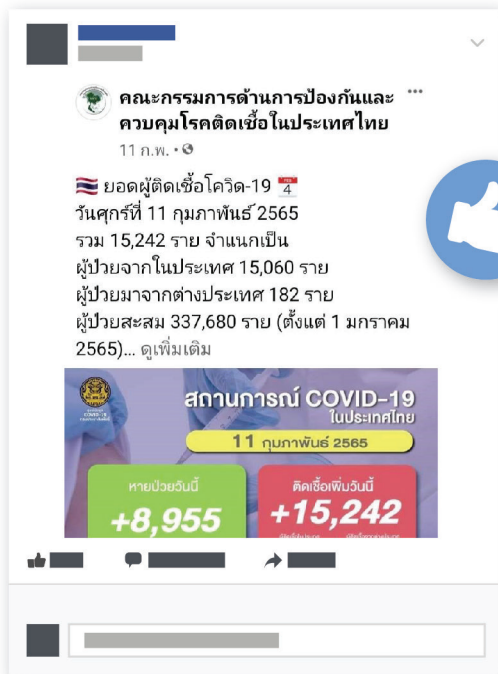 คณะกรรมการด้านการป้องกันและ
ควบคุมโรคติดเชื้อในประเทศไทย
11 ก.พ. •
ยอดผู้ติดเชื้อโควิด-19
วันศุกร์ที่ 11 กุมภาพันธ์ 2565
รวม 15,242 ราย จำแนกเป็น
ผู้ป่วยจากในประเทศ 15,060 ราย
ผู้ป่วยมาจากต่างประเทศ 182 ราย
ผู้ป่วยสะสม 337,680 ราย (ตั้งแต่ 1 มกราคม
2565)... ดูเพิ่มเติม
สถานการณ์ COVID-19
ในประเทศไทย
11 กุมภาพันธ์ 2565
หายป่วยวันนี้
+8,955
ติดเชื้อเพิ่มวันนี้
+15,242